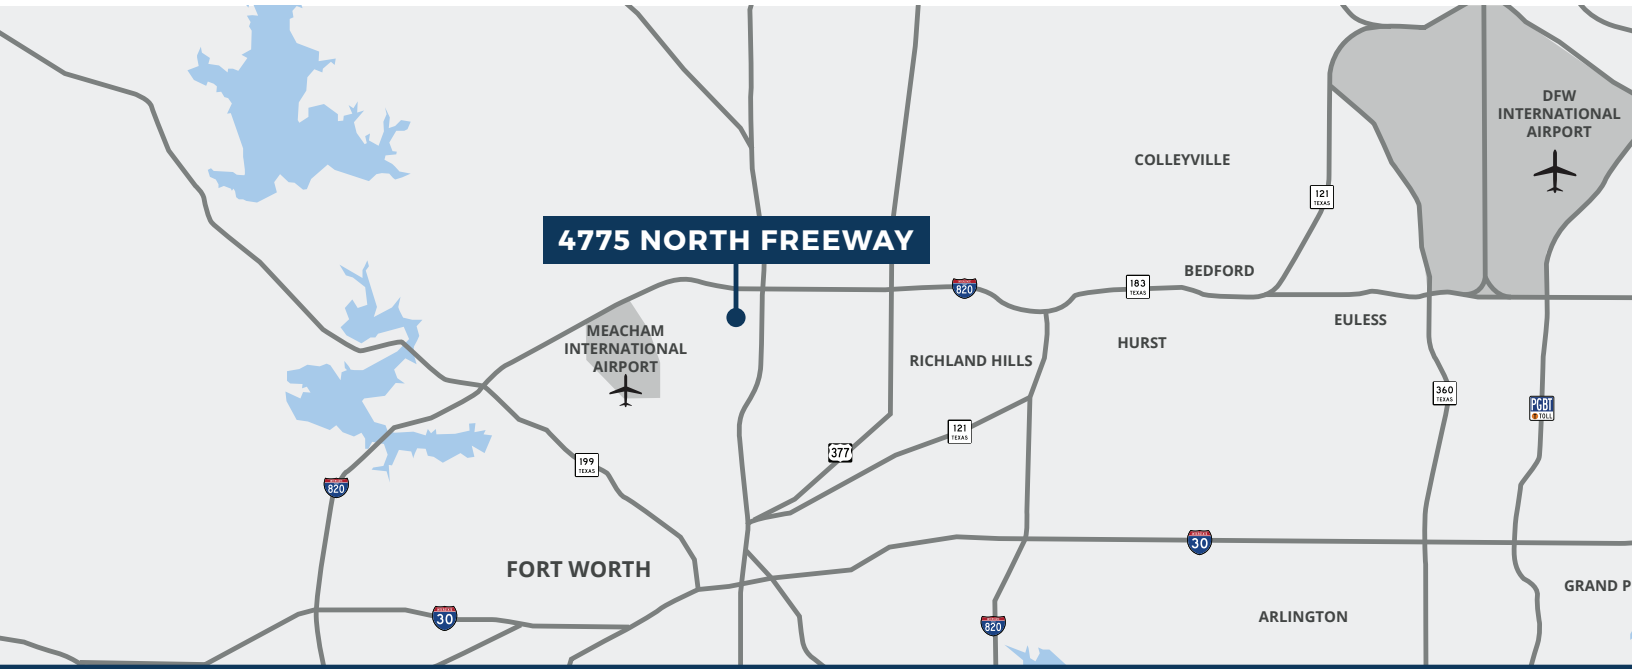 DFW
INTERNATIONAL
AIRPORT
COLLEYVILLE
121
TEXAS
4775 NORTH FREEWAY
BEDFORD
820
183
TEXAS
EULESS
MEACHAM
INTERNATIONAL
AIRPORT
HURST
RICHLAND HILLS
360
TEXAS
PGBT
TOLL
121
TEXAS
377
199
TEXAS
820
30
FORT WORTH
GRAND P
30
ARLINGTON
820